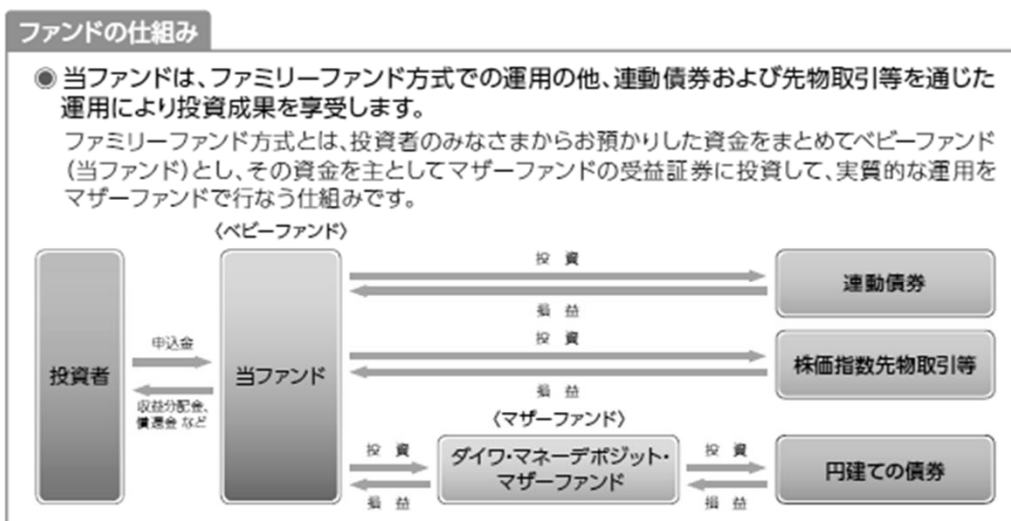 ファンドの仕組み
◉ 当ファンドは、ファミリーファンド方式での運用の他、連動債券および先物取引等を通じた
運用により投資成果を享受します。
ファミリーファンド方式とは、投資者のみなさまからお預かりした資金をまとめてベビーファンド
(当ファンド)とし、その資金を主としてマザーファンドの受益証券に投資して、実質的な運用を
マザーファンドで行なう仕組みです。
〈ベビーファンド〉
投資者
申込金
収益分配金、
償還金 など
当ファンド
投 資
損 益
連動債券
投 資
損 益
株価指数先物取引等
〈マザーファンド〉
投 資
損 益
ダイワ・マネーデポジット・
マザーファンド
投 資
損 益
円建ての債券